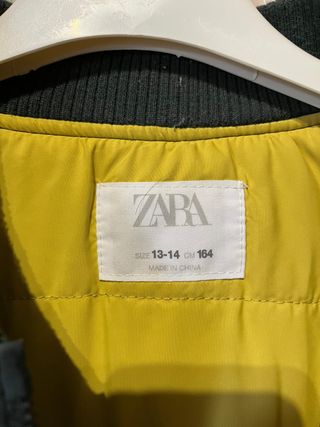 ZARA
SIZE 13-14 CM 164
MADE IN CHINA